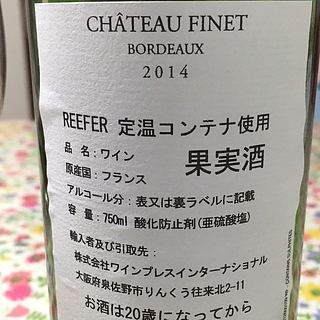 CHÂTEAU FINET
BORDEAUX
2014
REEFER 定温コンテナ使用
品 名：ワイン
果実酒
原産国：フランス
アルコール分：表又は裏ラベルに記載
容 量：750ml 酸化防止剤(亜硫酸塩)
輸入者及び引取先：
株式会社ワインプレスインターナショナル
大阪府泉佐野市りんくう往来北2-11
お酒は20歳になってから